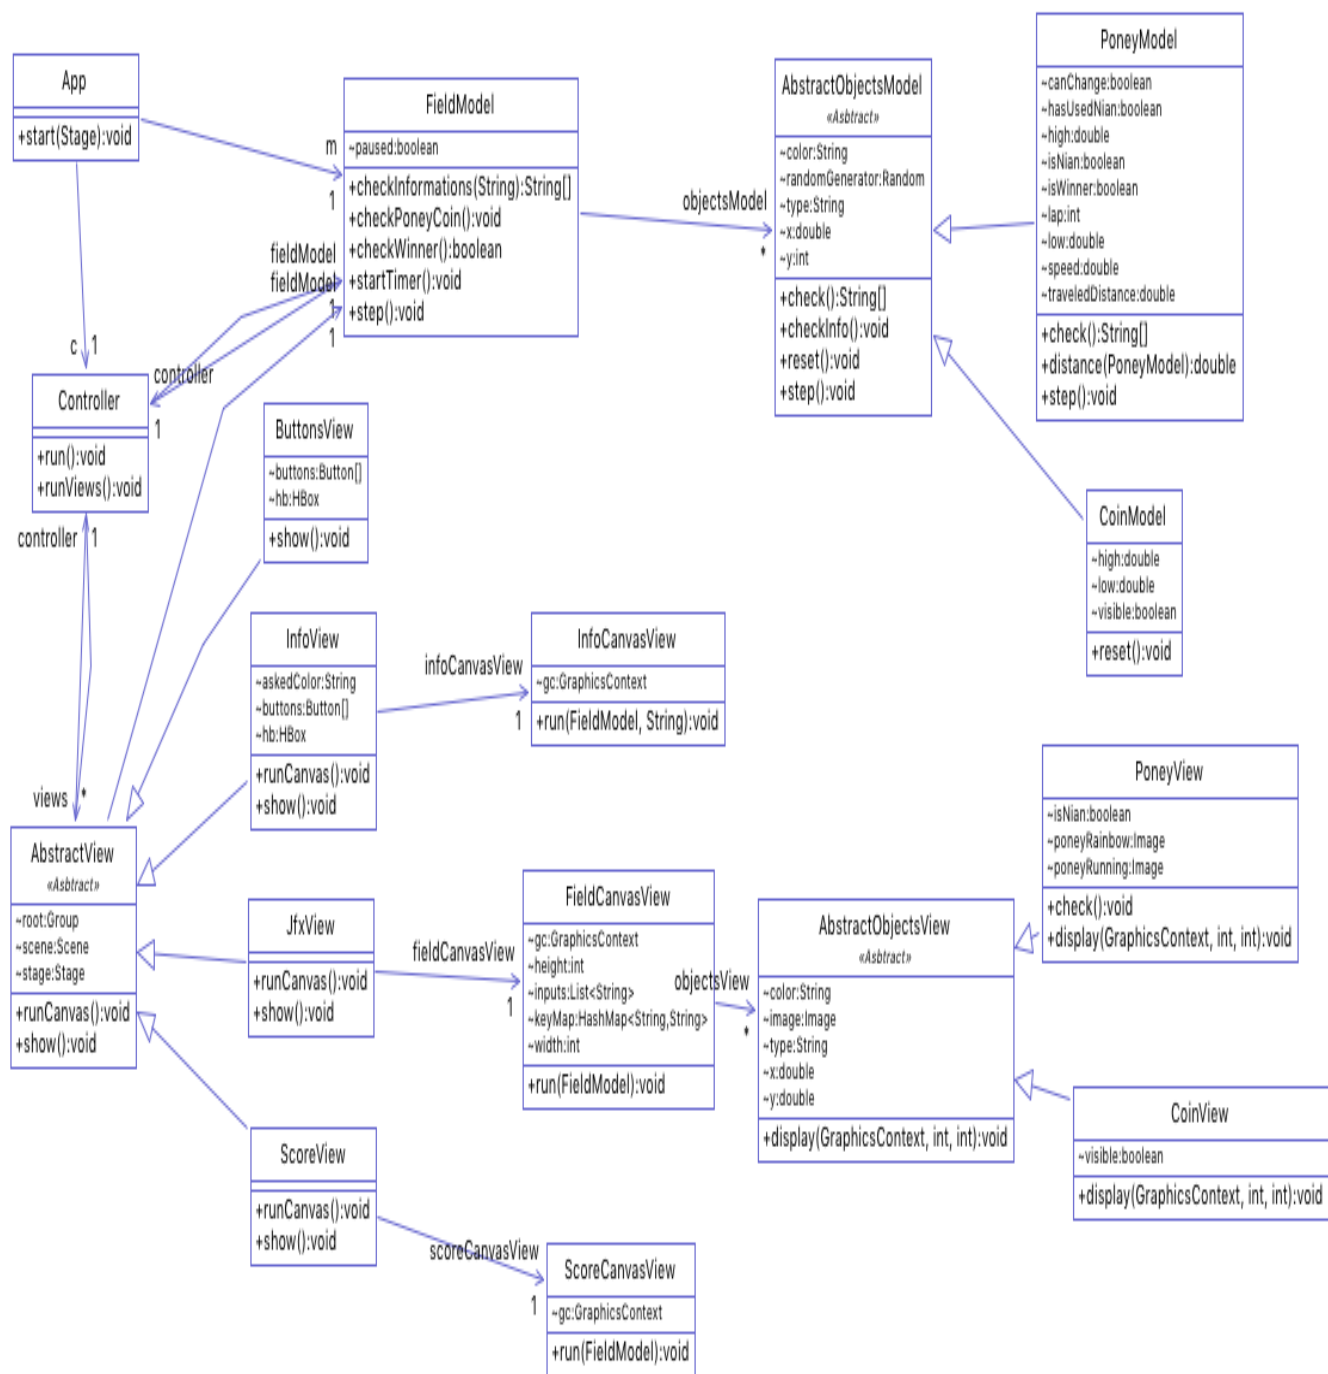 App
+start(Stage):void
FieldModel
~paused:boolean
+checkInformations(String):String[]
+checkPoneyCoin():void
+checkWinner():boolean
+startTimer():void
+step():void
m
1
fieldModel
fieldModel
1
1
objectsModel
*
AbstractObjectsModel
«Asbtract»
~color:String
~randomGenerator:Random
~type:String
~x:double
~y:int
+check():String[]
+checkInfo():void
+reset():void
+step():void
PoneyModel
~canChange:boolean
~hasUsedNian:boolean
~high:double
~isNian:boolean
~isWinner:boolean
~lap:int
~low:double
~speed:double
~traveledDistance:double
+check():String[]
+distance(PoneyModel):double
+step():void
c 1
controller
1
Controller
+run():void
+runViews():void
controller 1
ButtonsView
~buttons:Button[]
~hb:HBox
+show():void
CoinModel
~high:double
~low:double
~visible:boolean
+reset():void
InfoView
~askedColor:String
~buttons:Button[]
~hb:HBox
+runCanvas():void
+show():void
infoCanvasView
1
InfoCanvasView
~gc:GraphicsContext
+run(FieldModel, String):void
views *
AbstractView
«Asbtract»
~root:Group
~scene:Scene
~stage:Stage
+runCanvas():void
+show():void
JfxView
+runCanvas():void
+show():void
fieldCanvasView
1
FieldCanvasView
~gc:GraphicsContext
~height:int
~inputs:List<String>
~keyMap:HashMap<String,String>
~width:int
+run(FieldModel):void
objectsView
*
AbstractObjectsView
«Asbtract»
~color:String
~image:Image
~type:String
~x:double
~y:double
+display(GraphicsContext, int, int):void
PoneyView
~isNian:boolean
~poneyRainbow:Image
~poneyRunning:Image
+check():void
+display(GraphicsContext, int, int):void
CoinView
~visible:boolean
+display(GraphicsContext, int, int):void
ScoreView
+runCanvas():void
+show():void
scoreCanvasView
1
ScoreCanvasView
~gc:GraphicsContext
+run(FieldModel):void